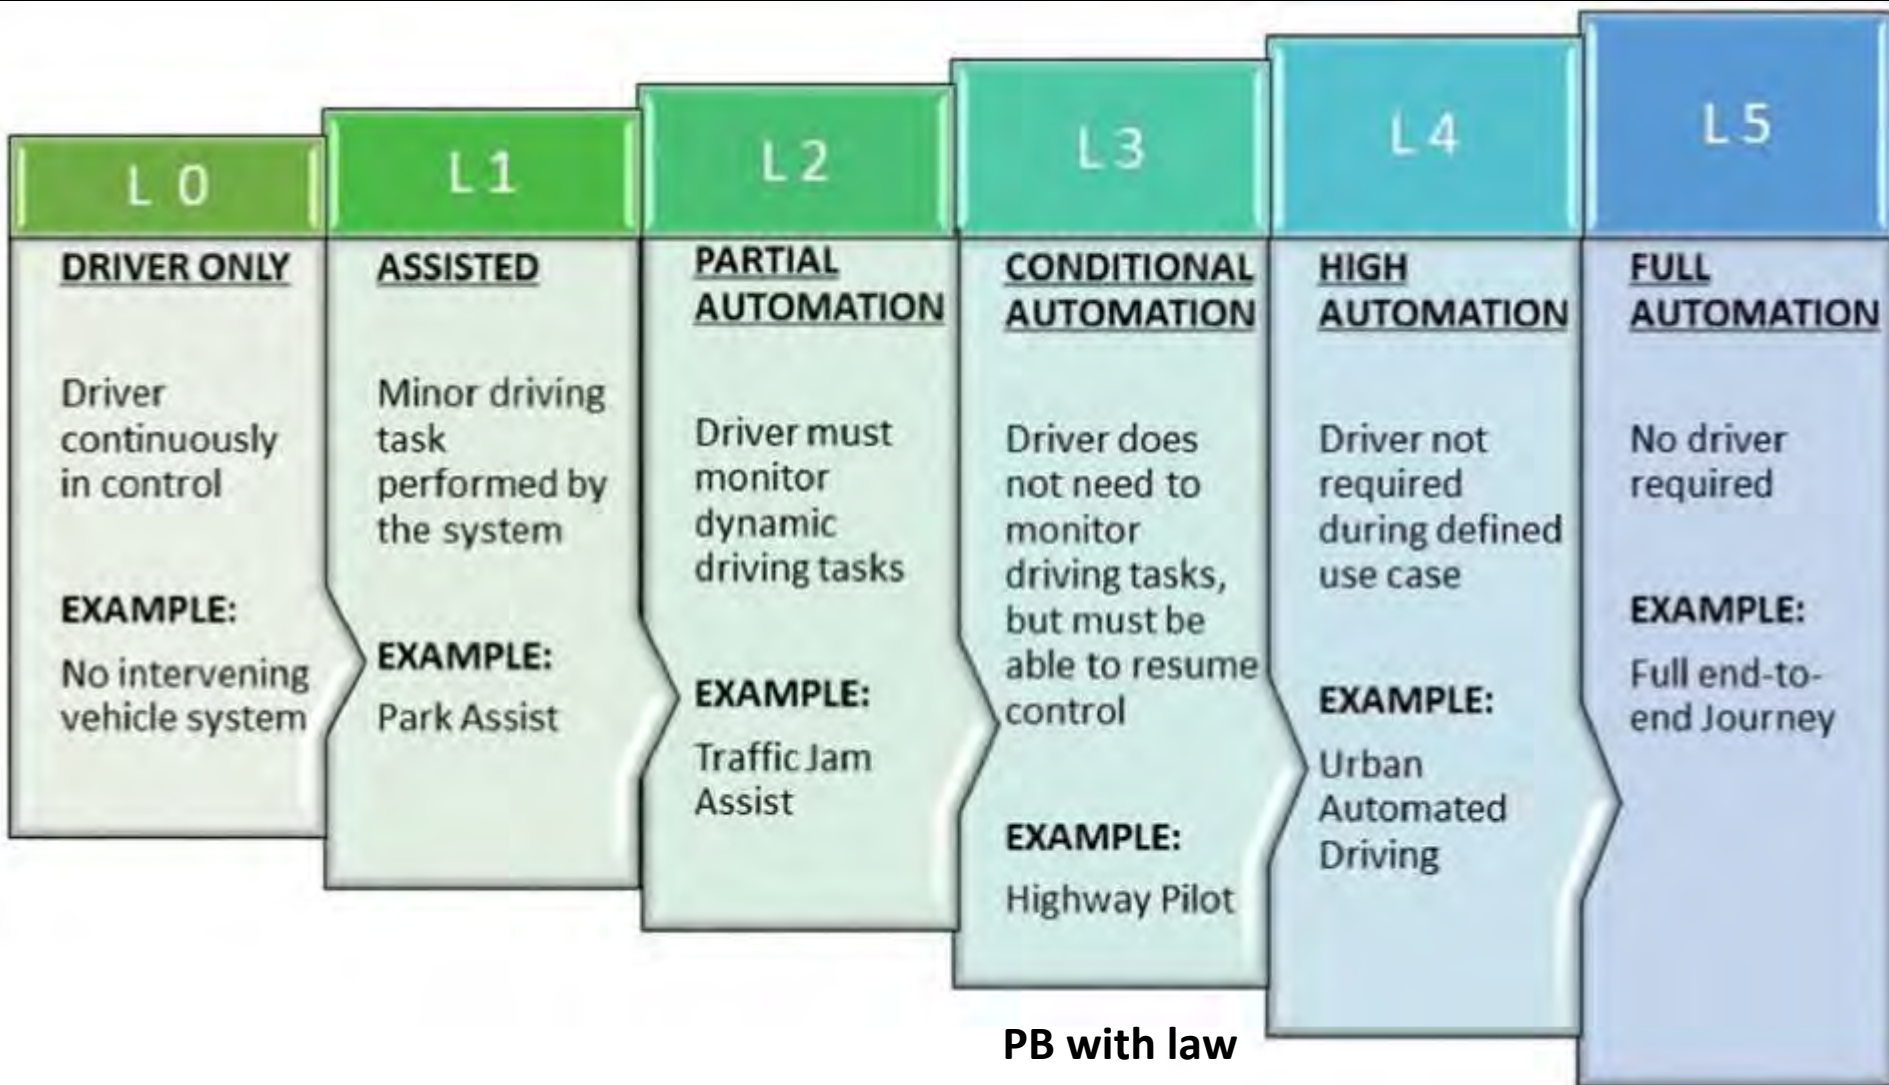 L 0
DRIVER ONLY
Driver
continuously
in control
EXAMPLE:
No intervening
vehicle system
L 1
ASSISTED
Minor driving
task
performed by
the system
EXAMPLE:
Park Assist
L 2
PARTIAL
AUTOMATION
Driver must
monitor
dynamic
driving tasks
EXAMPLE:
Traffic Jam
Assist
L 3
CONDITIONAL
AUTOMATION
Driver does
not need to
monitor
driving tasks,
but must be
able to resume
control
EXAMPLE:
Highway Pilot
L 4
HIGH
AUTOMATION
Driver not
required
during defined
use case
EXAMPLE:
Urban
Automated
Driving
L 5
FULL
AUTOMATION
No driver
required
EXAMPLE:
Full end-to-
end Journey
PB with law